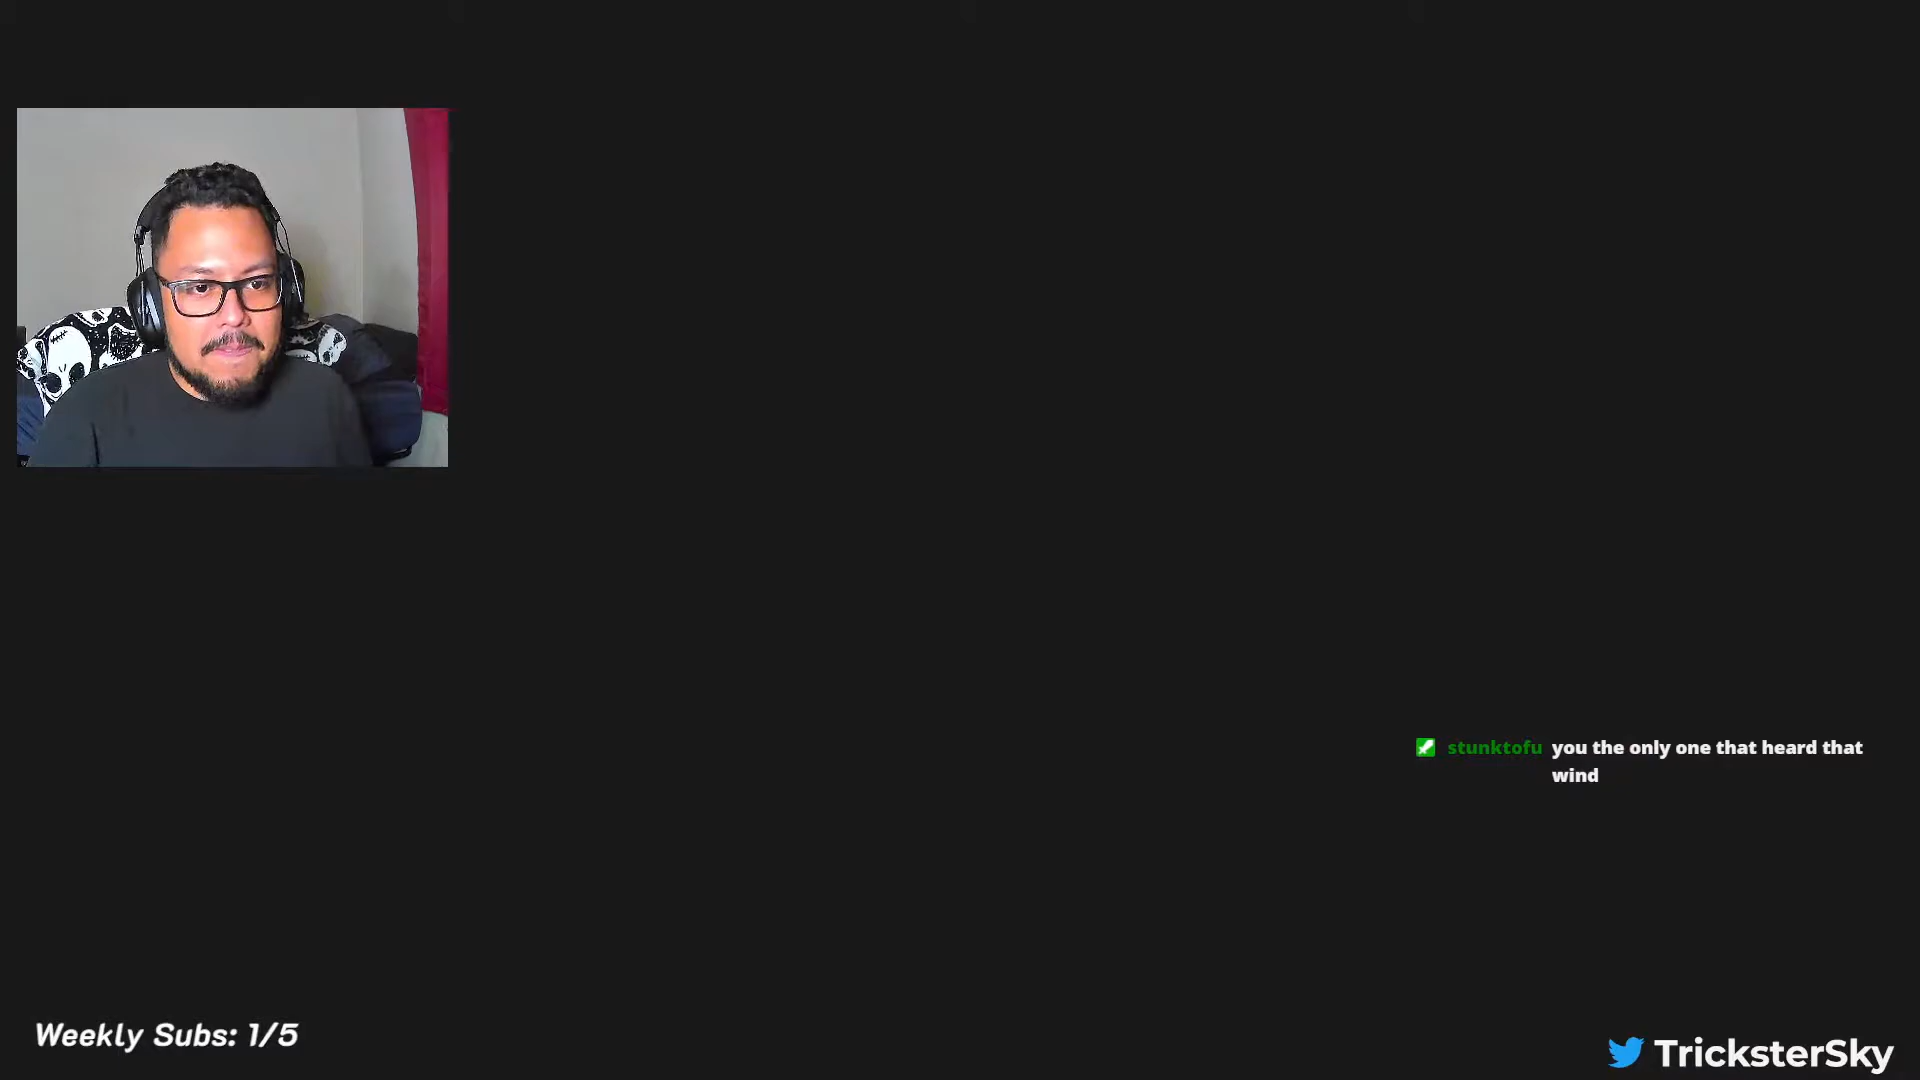 stunktofu you the only one that heard that
wind
Weekly Subs: 1/5
TricksterSky